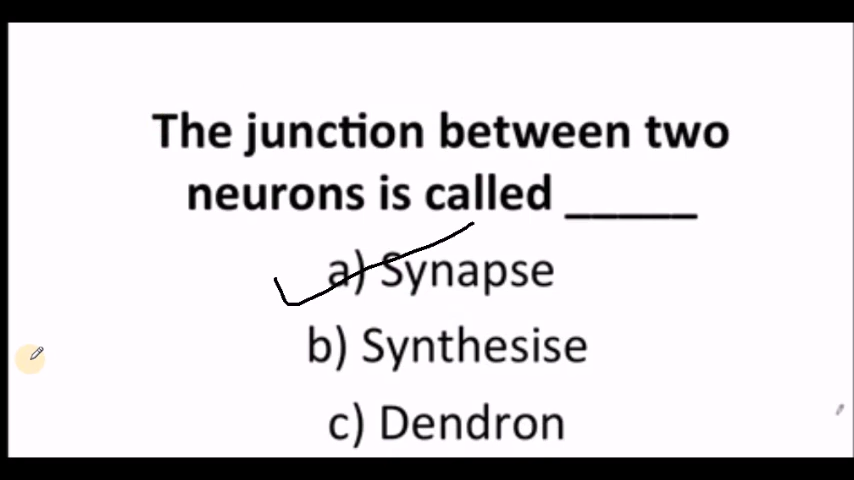 The junction between two
neurons is called _____
a) Synapse
b) Synthesise
c) Dendron